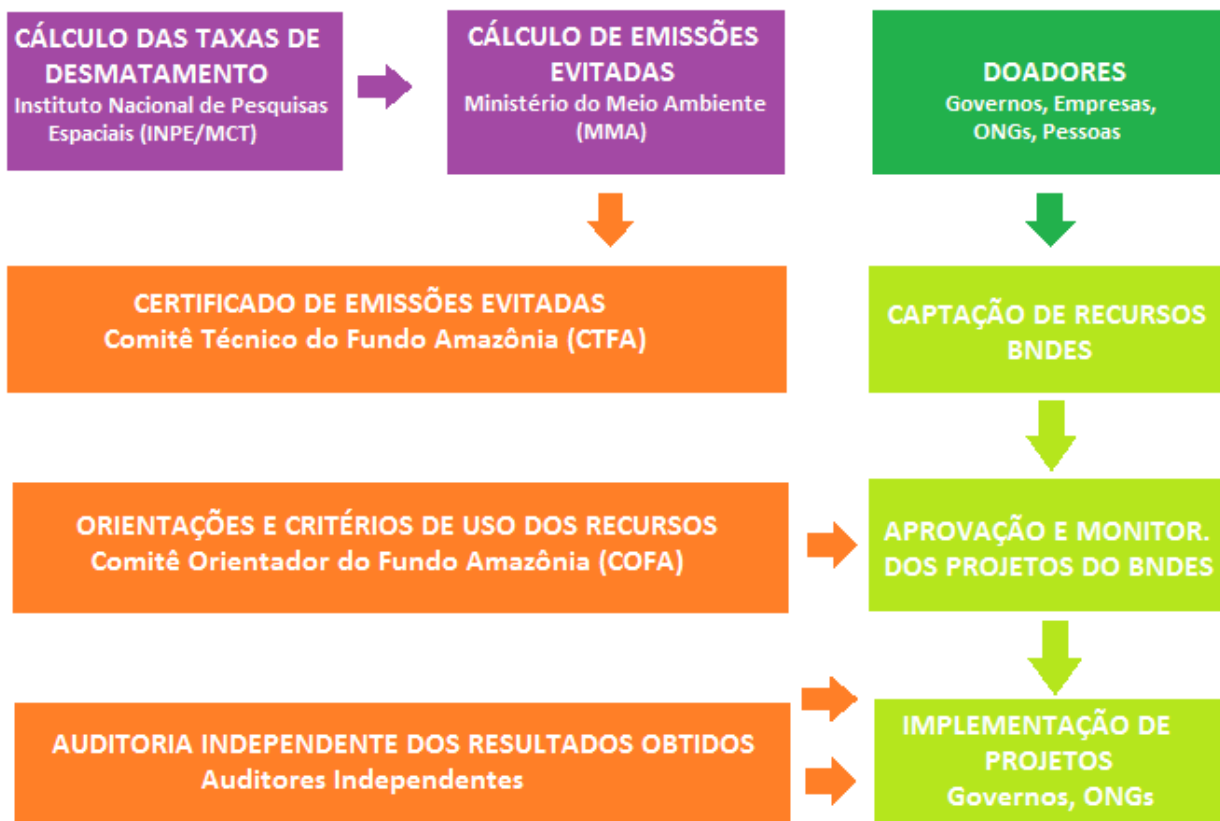 CÁLCULO DAS TAXAS DE
DESMATAMENTO
Instituto Nacional de Pesquisas
Espaciais (INPE/MCT)
CÁLCULO DE EMISSÕES
EVITADAS
Ministério do Meio Ambiente
(MMA)
DOADORES
Governos, Empresas,
ONGs, Pessoas
CERTIFICADO DE EMISSÕES EVITADAS
Comitê Técnico do Fundo Amazônia (CTFA)
CAPTAÇÃO DE RECURSOS
BNDES
ORIENTAÇÕES E CRITÉRIOS DE USO DOS RECURSOS
Comitê Orientador do Fundo Amazônia (COFA)
APROVAÇÃO E MONITOR.
DOS PROJETOS DO BNDES
AUDITORIA INDEPENDENTE DOS RESULTADOS OBTIDOS
Auditores Independentes
IMPLEMENTAÇÃO DE
PROJETOS
Governos, ONGs